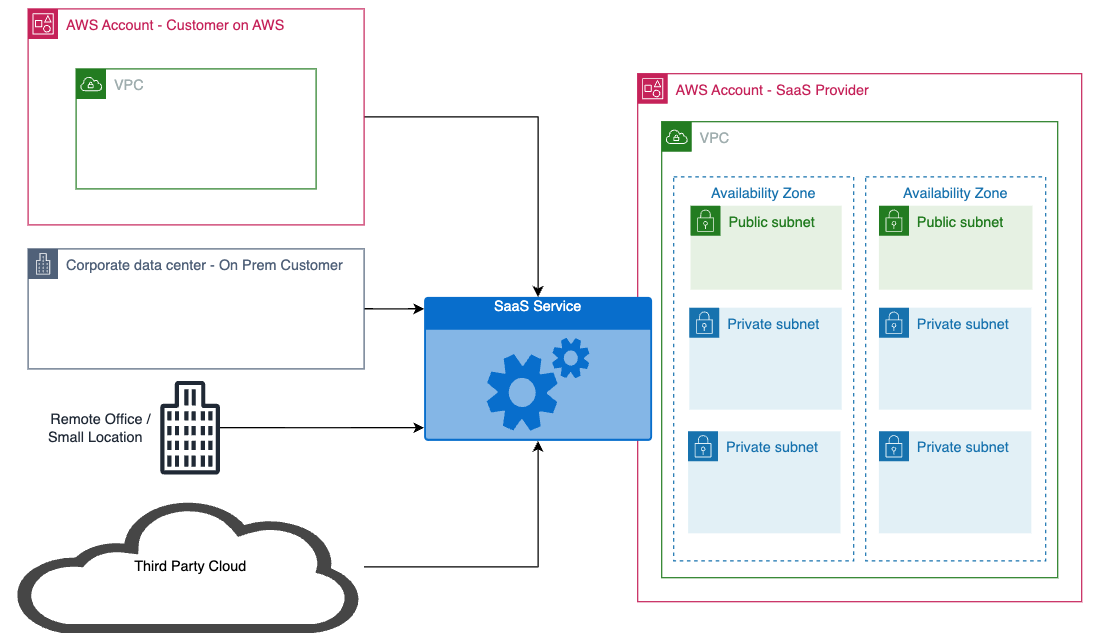 AWS Account - Customer on AWS
VPC
Corporate data center - On Prem Customer
Remote Office /
Small Location
Third Party Cloud
SaaS Service
AWS Account - SaaS Provider
VPC
Availability Zone
Public subnet
Private subnet
Private subnet
Availability Zone
Public subnet
Private subnet
Private subnet